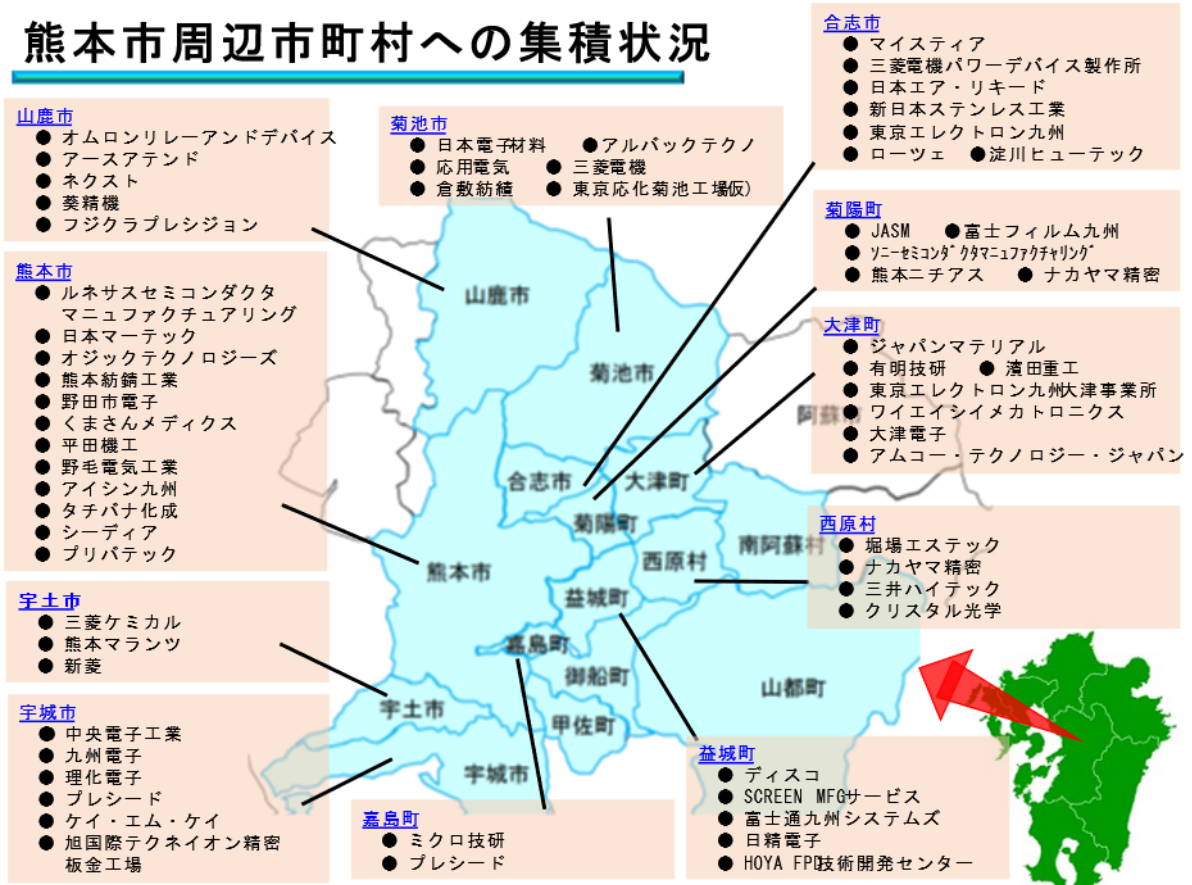 熊本市周辺市町村への集積状況
山鹿市
● オムロンリレーアンドデバイス
● アースアテンド
● ネクスト
● 葵精機
● フジクラプレシジョン
熊本市
● ルネサスセミコンダクタ
マニュファクチュアリング
● 日本マーテック
● オジックテクノロジーズ
● 熊本紡錆工業
● 野田市電子
● くまさんメディクス
● 平田機工
● 野毛電気工業
● アイシン九州
● タチバナ化成
● シーディア
● プリバテック
宇土市
● 三菱ケミカル
● 熊本マランツ
● 新菱
宇城市
● 中央電子工業
● 九州電子
● 理化電子
● プレシード
● ケイ・エム・ケイ
● 旭国際テクネイオン精密
板金工場
菊池市
● 日本電子材料 ●アルバックテクノ
● 応用電気 ● 三菱電機
● 倉敷紡績 ● 東京応化菊池工場仮)
合志市
● マイスティア
● 三菱電機パワーデバイス製作所
● 日本エア・リキード
● 新日本ステンレス工業
● 東京エレクトロン九州
● ローツェ ●淀川ヒューテック
菊陽町
● JASM ●富士フィルム九州
● ソニーセミコンダクタマニュファクチャリング
● 熊本ニチアス ● ナカヤマ精密
大津町
● ジャパンマテリアル
● 有明技研 ● 濱田重工
● 東京エレクトロン九州大津事業所
● ワイエイシイメカトロニクス
● 大津電子
● アムコー・テクノロジー・ジャパン
西原村
● 堀場エステック
● ナカヤマ精密
● 三井ハイテック
● クリスタル光学
益城町
● ディスコ
● SCREEN MFGサービス
● 富士通九州システムズ
● 日精電子
● HOYA FPD技術開発センター
嘉島町
● ミクロ技研
● プレシード
山鹿市
菊池市
阿蘇市
合志市
大津町
菊陽町
西原村
南阿蘇村
熊本市
益城町
嘉島町
御船町
山都町
宇土市
甲佐町
宇城市